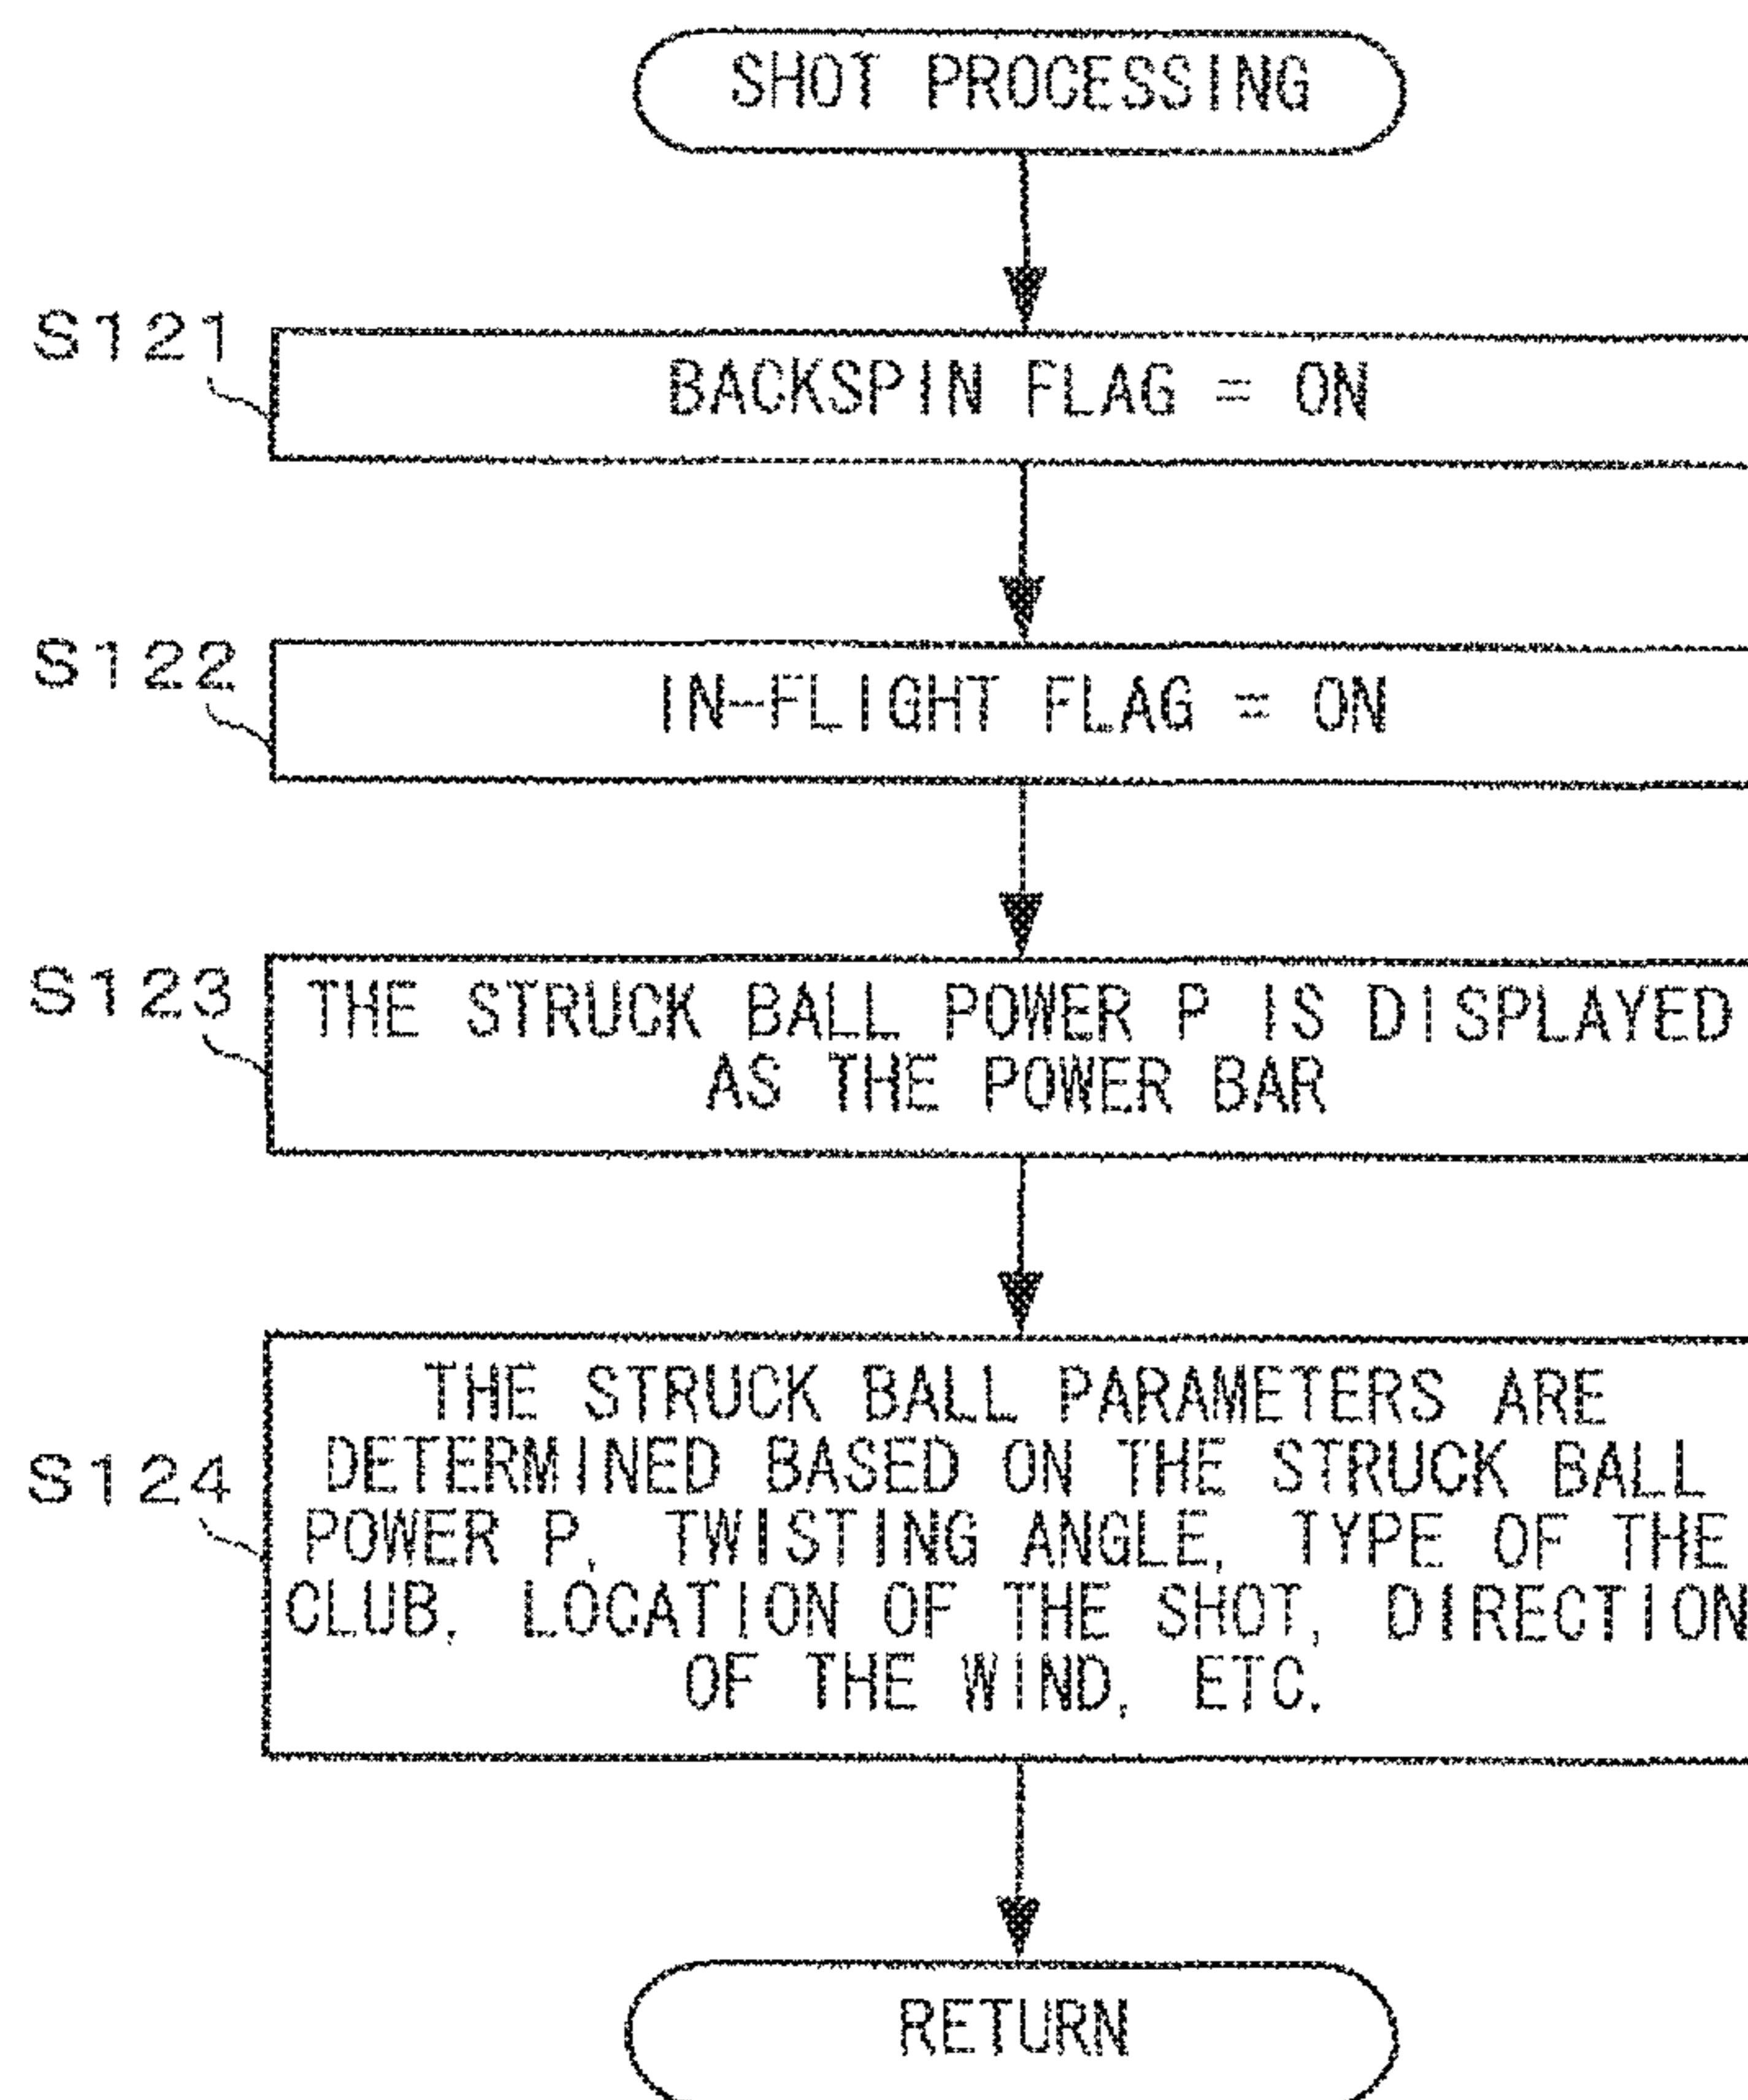 SHOT PROCESSING
S121
BACKSPIN FLAG = ON
S122
IN-FLIGHT FLAG = ON
S123
THE STRUCK BALL POWER P IS DISPLAYED
AS THE POWER BAR
S124
THE STRUCK BALL PARAMETERS ARE
DETERMINED BASED ON THE STRUCK BALL
POWER P, TWISTING ANGLE, TYPE OF THE
CLUB, LOCATION OF THE SHOT, DIRECTION
OF THE WIND, ETC.
RETURN